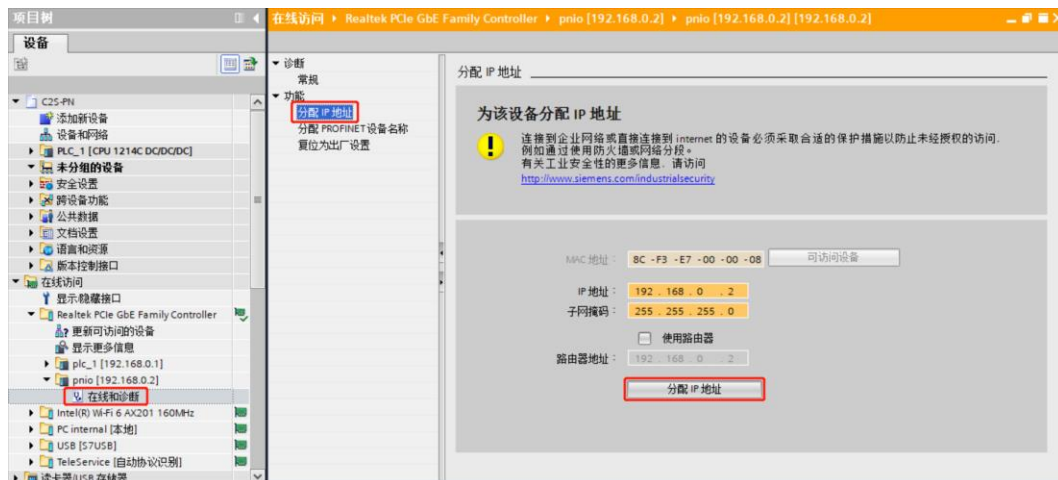 项目树
在线访问 ▸ Realtek PCIe GbE Family Controller ▸ pnio [192.168.0.2] ▸ pnio [192.168.0.2] [192.168.0.2]
设备
C2S-PN
添加新设备
设备和网络
PLC_1 [CPU 1214C DC/DC/DC]
未分组的设备
安全设置
跨设备功能
公共数据
文档设置
语言和资源
版本控制接口
在线访问
显示/隐藏接口
Realtek PCIe GbE Family Controller
更新可访问的设备
显示更多信息
plc_1 [192.168.0.1]
pnio [192.168.0.2]
在线和诊断
Intel(R) Wi-Fi 6 AX201 160MHz
PC internal [本地]
USB [S7USB]
TeleService [自动协议识别]
读卡器/USB 存储器
诊断
常规
功能
分配 IP 地址
分配 PROFINET 设备名称
复位为出厂设置
分配 IP 地址
为该设备分配 IP 地址
连接到企业网络或直接连接到 internet 的设备必须采取合适的保护措施以防止未经授权的访问.
例如通过使用防火墙或网络分段。
有关工业安全性的更多信息, 请访问
http://www.siemens.com/industrialsecurity
MAC 地址: 8C -F3 -E7 -00 -00 -08 可访问设备
IP 地址: 192 . 168 . 0 . 2
子网掩码: 255 . 255 . 255 . 0
使用路由器
路由器地址: 192 . 168 . 0 . 2
分配 IP 地址